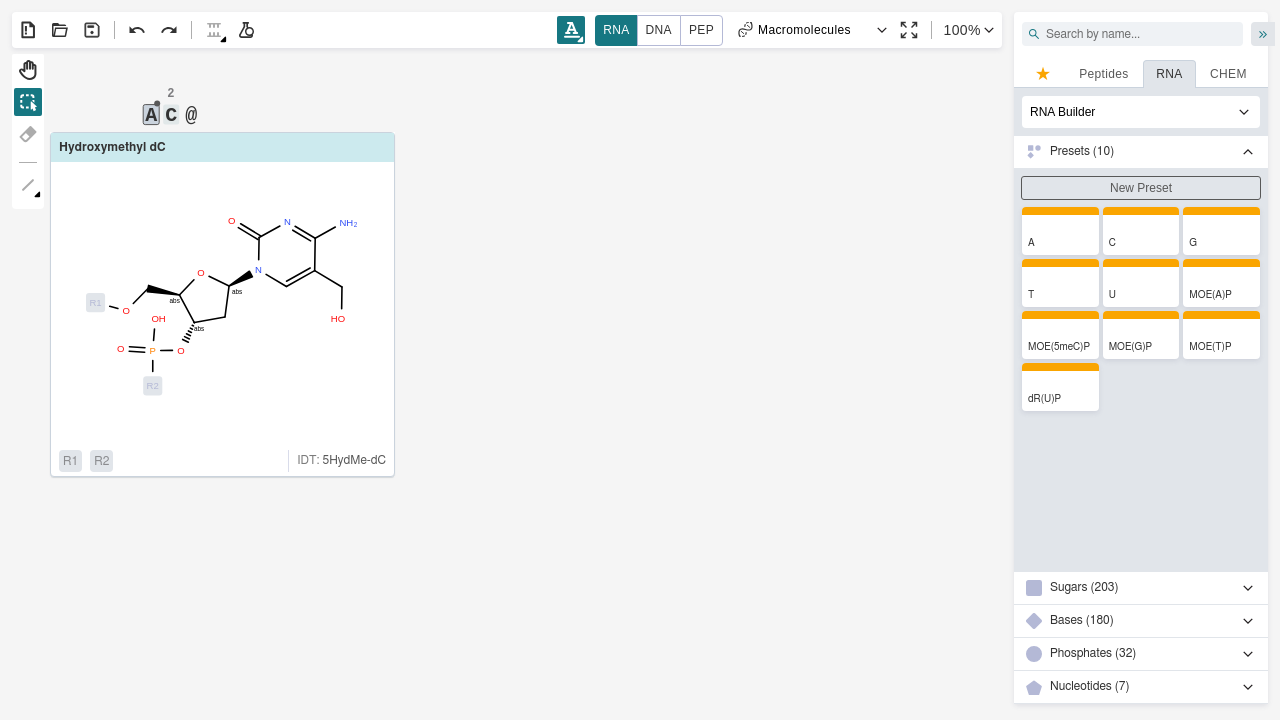 A
RNA
DNA
PEP
Macromolecules
100%
Search by name...
Peptides
RNA
CHEM
RNA Builder
Presets (10)
New Preset
A
C
G
T
U
MOE(A)P
MOE(5meC)P
MOE(G)P
MOE(T)P
dR(U)P
Sugars (203)
Bases (180)
Phosphates (32)
Nucleotides (7)
2
A C @
Hydroxymethyl dC
O
N
NH2
O
N
abs
abs
R1
O
OH
HO
abs
O
P
O
R2
R1
R2
IDT: 5HydMe-dC